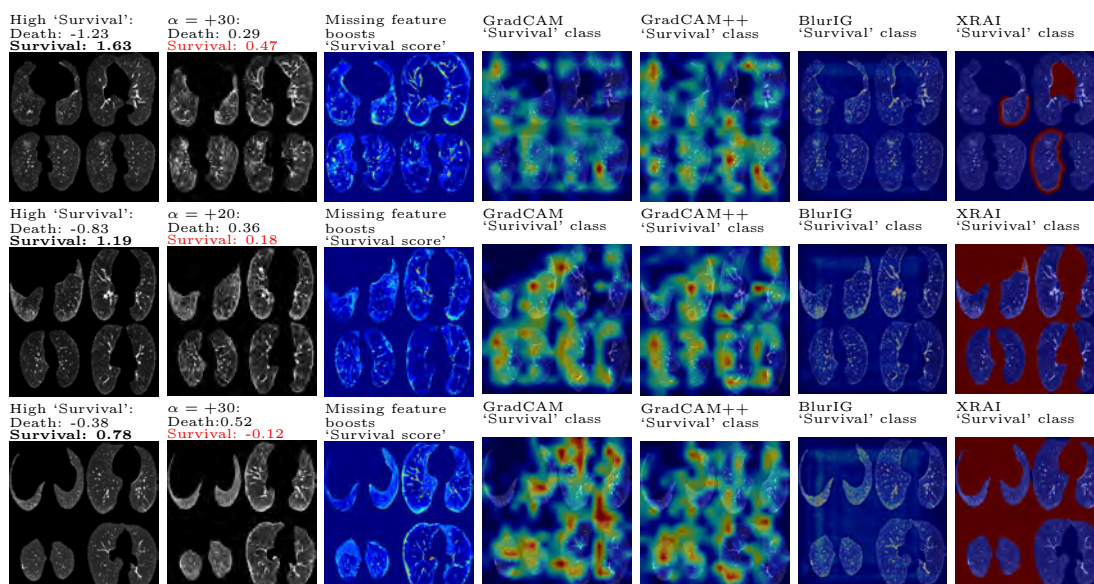 High ‘Survival’:
Death: -1.23
Survival: 1.63
α = +30:
Death: 0.29
Survival: 0.47
Missing feature
boosts
‘Survival score’
GradCAM
‘Survival’ class
GradCAM++
‘Survival’ class
BlurIG
‘Survival’ class
XRAI
‘Survival’ class
High ‘Survival’:
Death: -0.83
Survival: 1.19
α = +20:
Death: 0.36
Survival: 0.18
Missing feature
boosts
‘Survival score’
GradCAM
‘Surivival’ class
GradCAM++
‘Surivival’ class
BlurIG
‘Surivival’ class
XRAI
‘Surivival’ class
High ‘Survival’:
Death: -0.38
Survival: 0.78
α = +30:
Death:0.52
Survival: -0.12
Missing feature
boosts
‘Survival score’
GradCAM
‘Survival’ class
GradCAM++
‘Survival’ class
BlurIG
‘Survival’ class
XRAI
‘Survival’ class